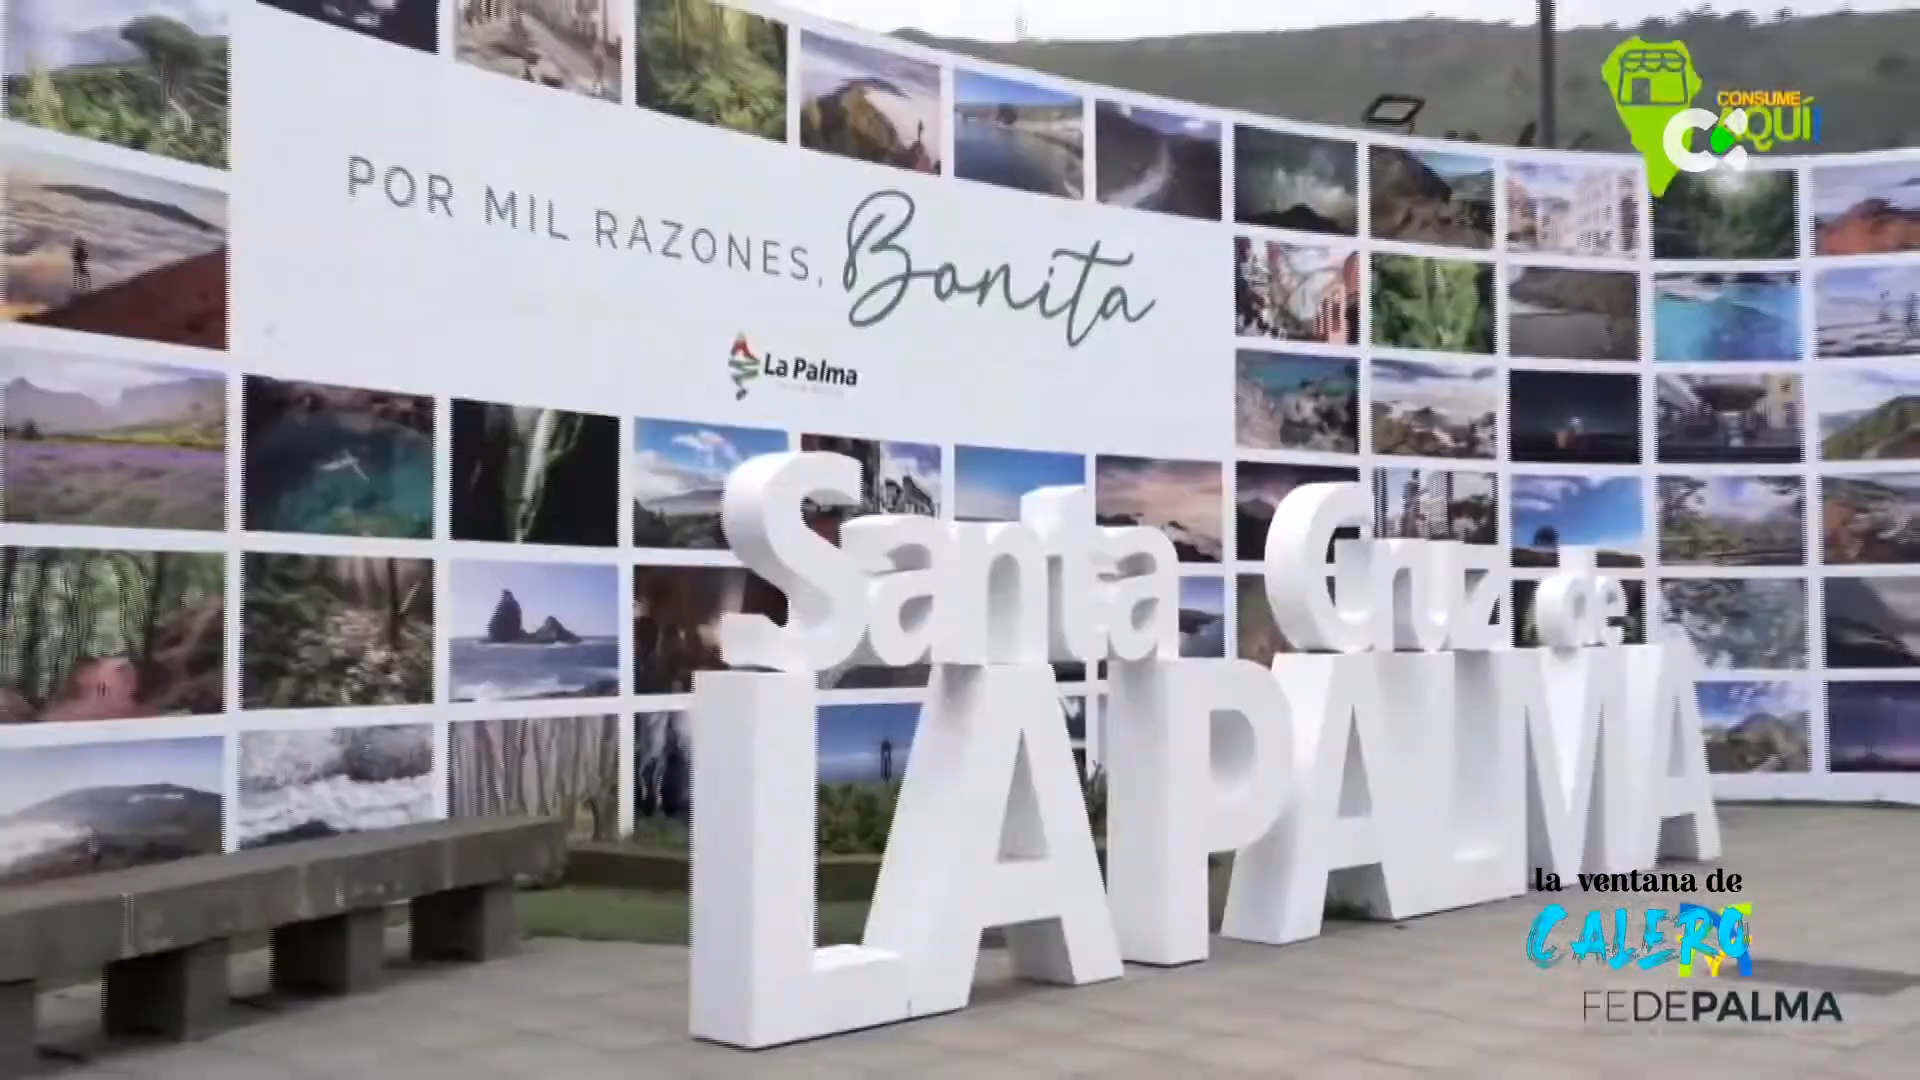 CONSUME
AQUÍ
POR MIL RAZONES, Bonita
La Palma
Santa Cruz de
LA PALMA
la ventana de
CALERO
FEDEPALMA